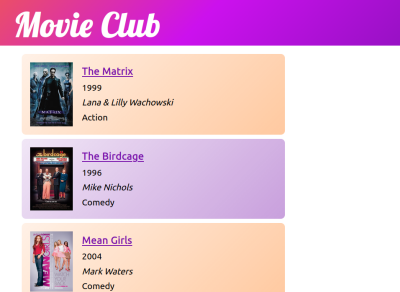 Movie Club
The Matrix
1999
Lana & Lilly Wachowski
Action
The Birdcage
1996
Mike Nichols
Comedy
Mean Girls
2004
Mark Waters
Comedy